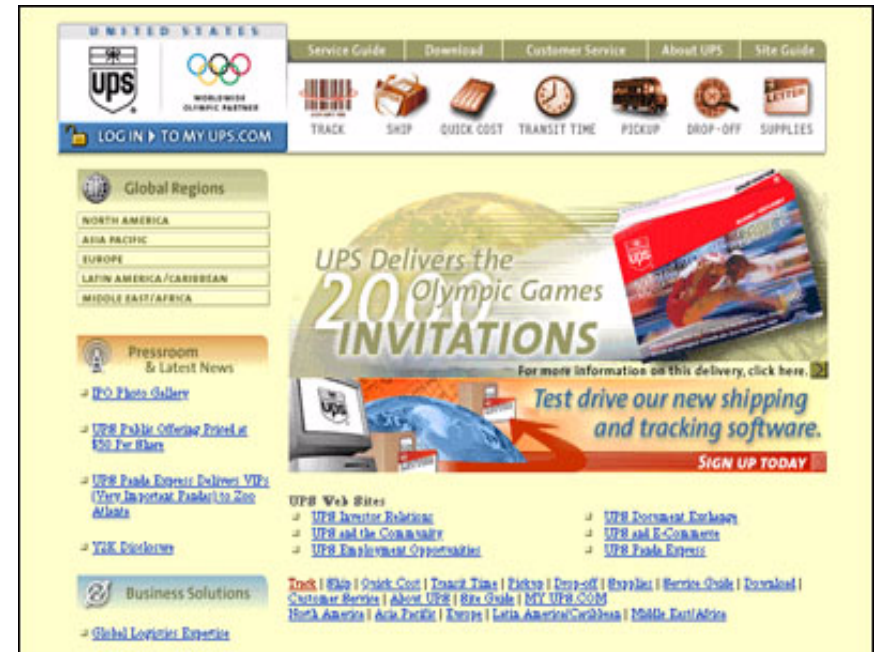 UNITED STATES
ups
WORLDWIDE
OLYMPIC PARTNER
LOG IN TO MY UPS.COM
Service Guide Download Customer Service About UPS Site Guide
LETTER
TRACK SHIP QUICK COST TRANSIT TIME PICKUP DROP-OFF SUPPLIES
Global Regions
NORTH AMERICA
ASIA PACIFIC
EUROPE
LATIN AMERICA/CARIBBEAN
MIDDLE EAST/AFRICA
Pressroom
& Latest News
IPO Photo Gallery
UPS Public Offering Priced at
$50 Per Share
UPS Panda Express Delivers VIPs
(Very Important Pandas) to Zoo
Atlanta
Y2K Disclosure
Business Solutions
Global Logistics Expertise
UPS Delivers the
2000 Olympic Games
INVITATIONS
ups
For more information on this delivery, click here.
ups
Test drive our new shipping
and tracking software.
SIGN UP TODAY
UPS Web Sites
UPS Investor Relations
UPS and the Community
UPS Employment Opportunities
UPS Document Exchange
UPS and E-Commerce
UPS Panda Express
Track | Ship | Quick Cost | Transit Time | Pickup | Drop-off | Supplies | Service Guide | Download |
Customer Service | About UPS | Site Guide | MY UPS.COM
North America | Asia Pacific | Europe | Latin America/Caribbean | Middle East/Africa